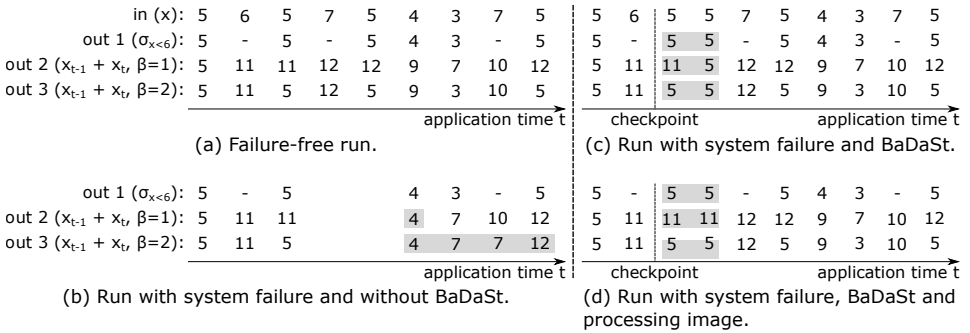 in (x): 5 6 5 7 5 4 3 7 5
out 1 (σx<6): 5 - 5 - 5 4 3 - 5
out 2 (xt-1 + xt, β=1): 5 11 11 12 12 9 7 10 12
out 3 (xt-1 + xt, β=2): 5 11 5 12 5 9 3 10 5
application time t
(a) Failure-free run.
5 6 5 5 7 5 4 3 7 5
5 - 5 5 - 5 4 3 - 5
5 11 11 5 12 12 9 7 10 12
5 11 5 5 12 5 9 3 10 5
checkpoint application time t
(c) Run with system failure and BaDaSt.
out 1 (σx<6): 5 - 5 4 3 - 5
out 2 (xt-1 + xt, β=1): 5 11 11 4 7 10 12
out 3 (xt-1 + xt, β=2): 5 11 5 4 7 7 12
application time t
(b) Run with system failure and without BaDaSt.
5 - 5 5 - 5 4 3 - 5
5 11 11 11 12 12 9 7 10 12
5 11 5 5 12 5 9 3 10 5
checkpoint application time t
(d) Run with system failure, BaDaSt and
processing image.